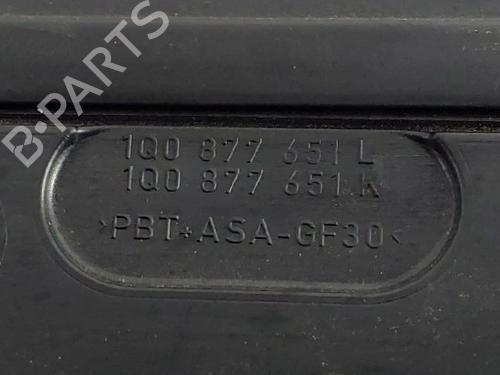 B-PARTS
1Q0 877 651 L
1Q0 877 651 K
>PBT+ASA-GF30<